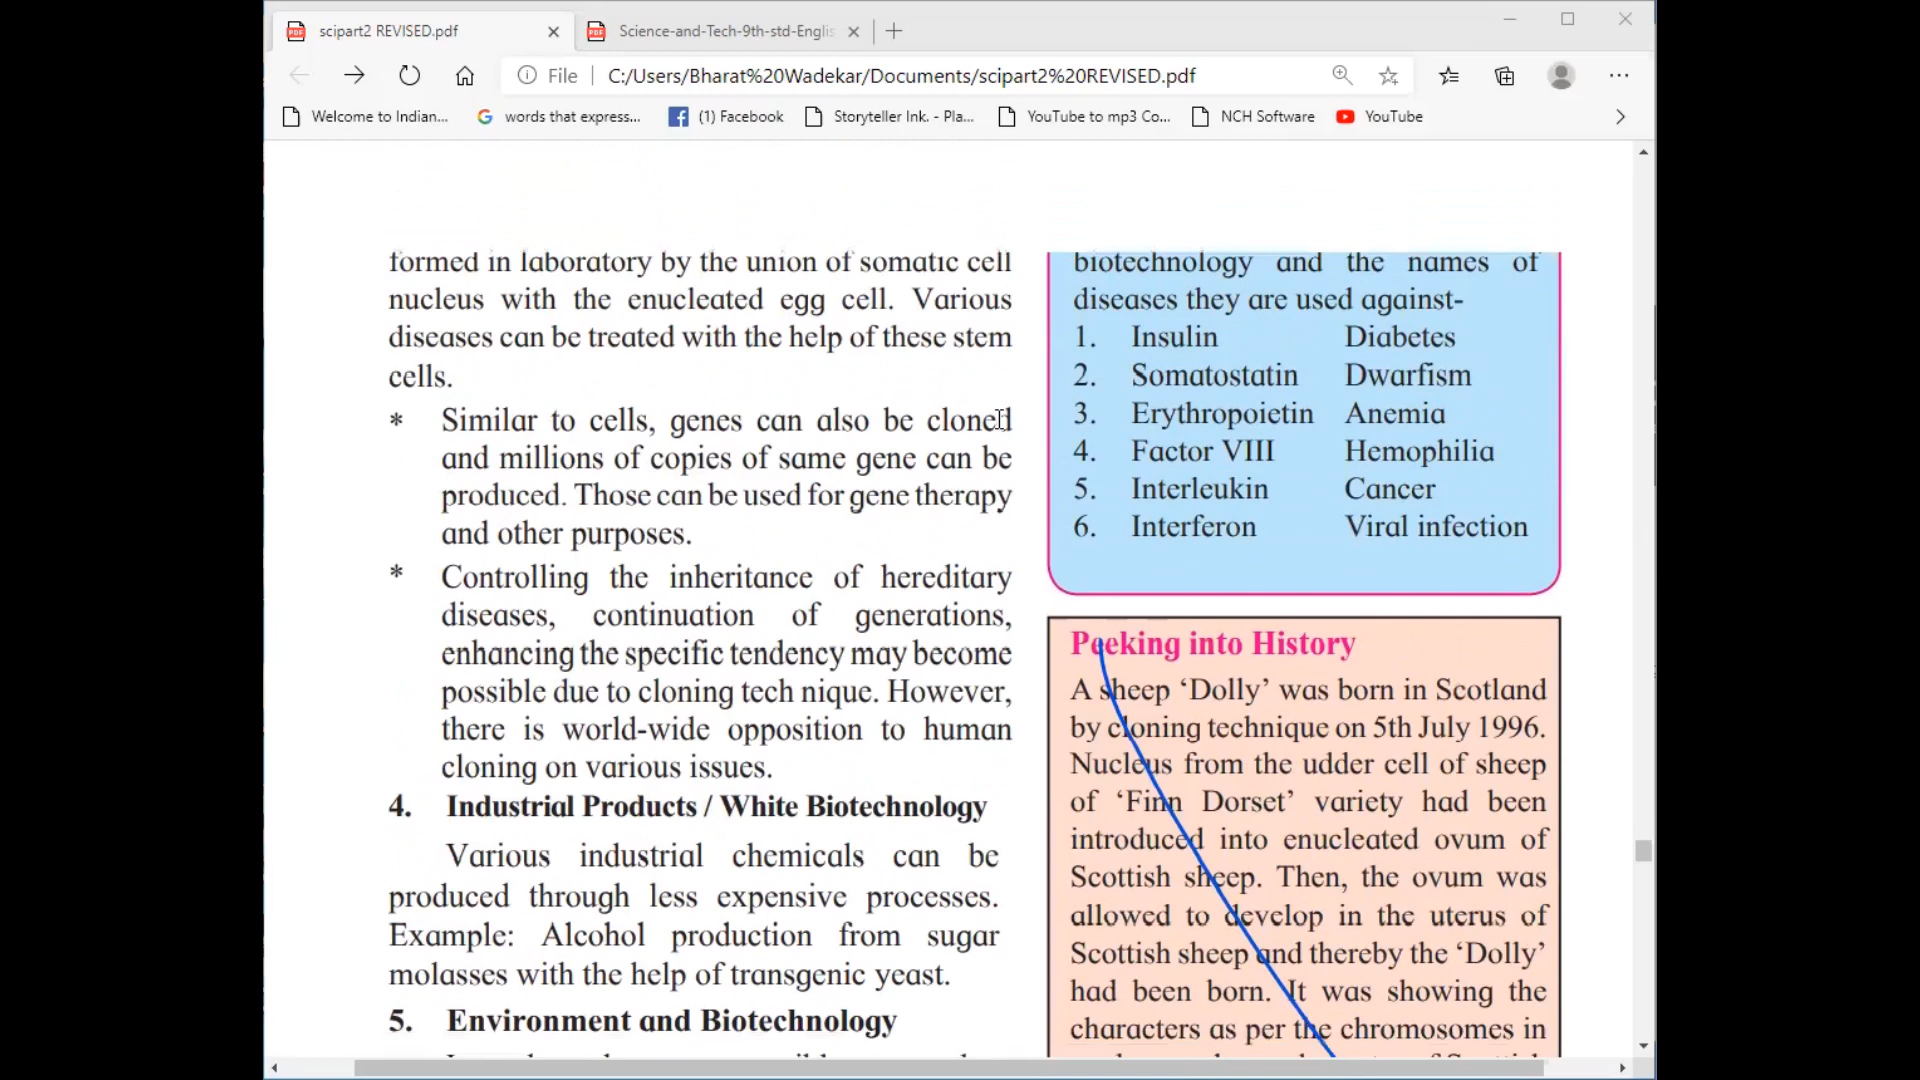 scipart2 REVISED.pdf
Science-and-Tech-9th-std-Englis
File
C:/Users/Bharat%20Wadekar/Documents/scipart2%20REVISED.pdf
Welcome to Indian...
words that express...
(1) Facebook
Storyteller Ink. - Pla...
YouTube to mp3 Co...
NCH Software
YouTube
formed in laboratory by the union of somatic cell
nucleus with the enucleated egg cell. Various
diseases can be treated with the help of these stem
cells.
* Similar to cells, genes can also be cloned
and millions of copies of same gene can be
produced. Those can be used for gene therapy
and other purposes.
* Controlling the inheritance of hereditary
diseases, continuation of generations,
enhancing the specific tendency may become
possible due to cloning tech nique. However,
there is world-wide opposition to human
cloning on various issues.
4. Industrial Products / White Biotechnology
Various industrial chemicals can be
produced through less expensive processes.
Example: Alcohol production from sugar
molasses with the help of transgenic yeast.
5. Environment and Biotechnology
biotechnology and the names of
diseases they are used against-
1. Insulin Diabetes
2. Somatostatin Dwarfism
3. Erythropoietin Anemia
4. Factor VIII Hemophilia
5. Interleukin Cancer
6. Interferon Viral infection
Peeking into History
A sheep ‘Dolly’ was born in Scotland
by cloning technique on 5th July 1996.
Nucleus from the udder cell of sheep
of ‘Finn Dorset’ variety had been
introduced into enucleated ovum of
Scottish sheep. Then, the ovum was
allowed to develop in the uterus of
Scottish sheep and thereby the ‘Dolly’
had been born. It was showing the
characters as per the chromosomes in